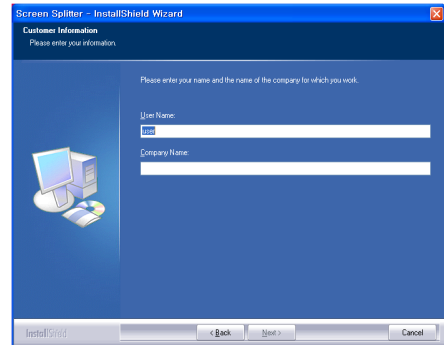 Screen Splitter - InstallShield Wizard
Customer Information
Please enter your information.
Please enter your name and the name of the company for which you work.
User Name:
user
Company Name:
InstallShield
< Back
Next >
Cancel